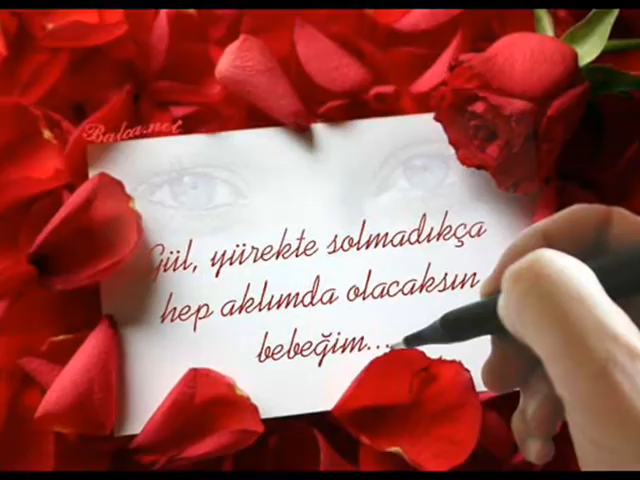 Balca.net
Gül, yürekte solmadıkça
hep aklımda olacaksın
bebeğim...